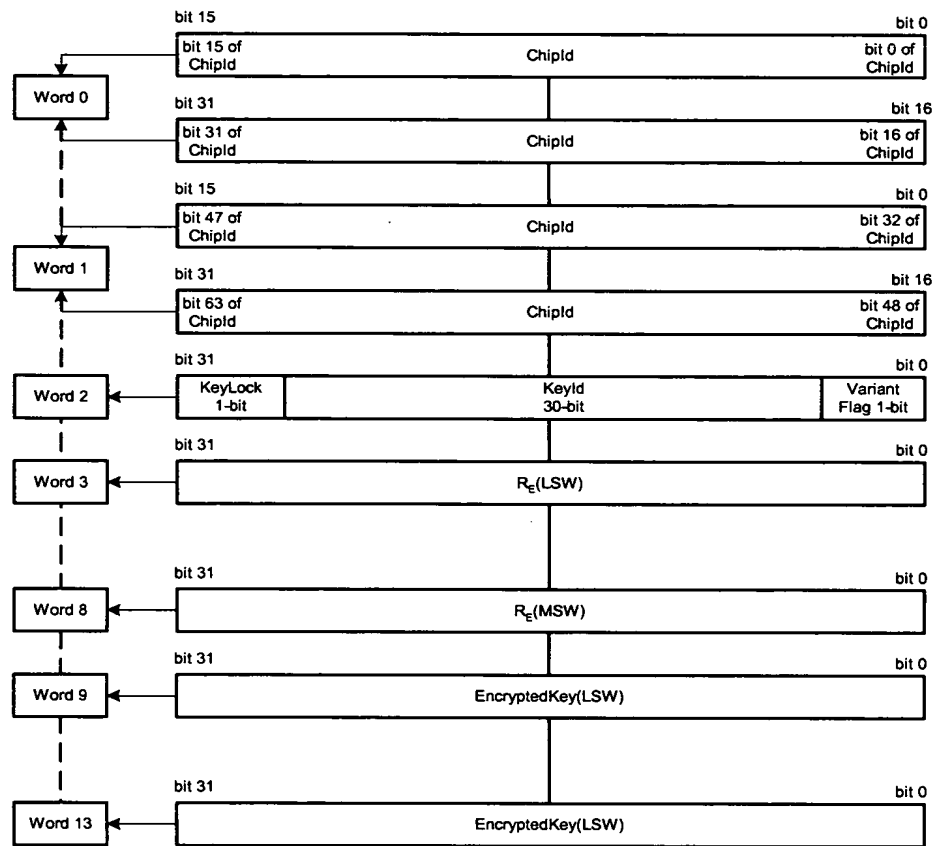 bit 15
bit 0
bit 15 of ChipId
ChipId
bit 0 of ChipId
Word 0
bit 31
bit 16
bit 31 of ChipId
ChipId
bit 16 of ChipId
bit 15
bit 0
bit 47 of ChipId
ChipId
bit 32 of ChipId
Word 1
bit 31
bit 16
bit 63 of ChipId
ChipId
bit 48 of ChipId
bit 31
bit 0
Word 2
KeyLock 1-bit
KeyId 30-bit
Variant Flag 1-bit
bit 31
bit 0
Word 3
R_E(LSW)
bit 31
bit 0
Word 8
R_E(MSW)
bit 31
bit 0
Word 9
EncryptedKey(LSW)
bit 31
bit 0
Word 13
EncryptedKey(LSW)